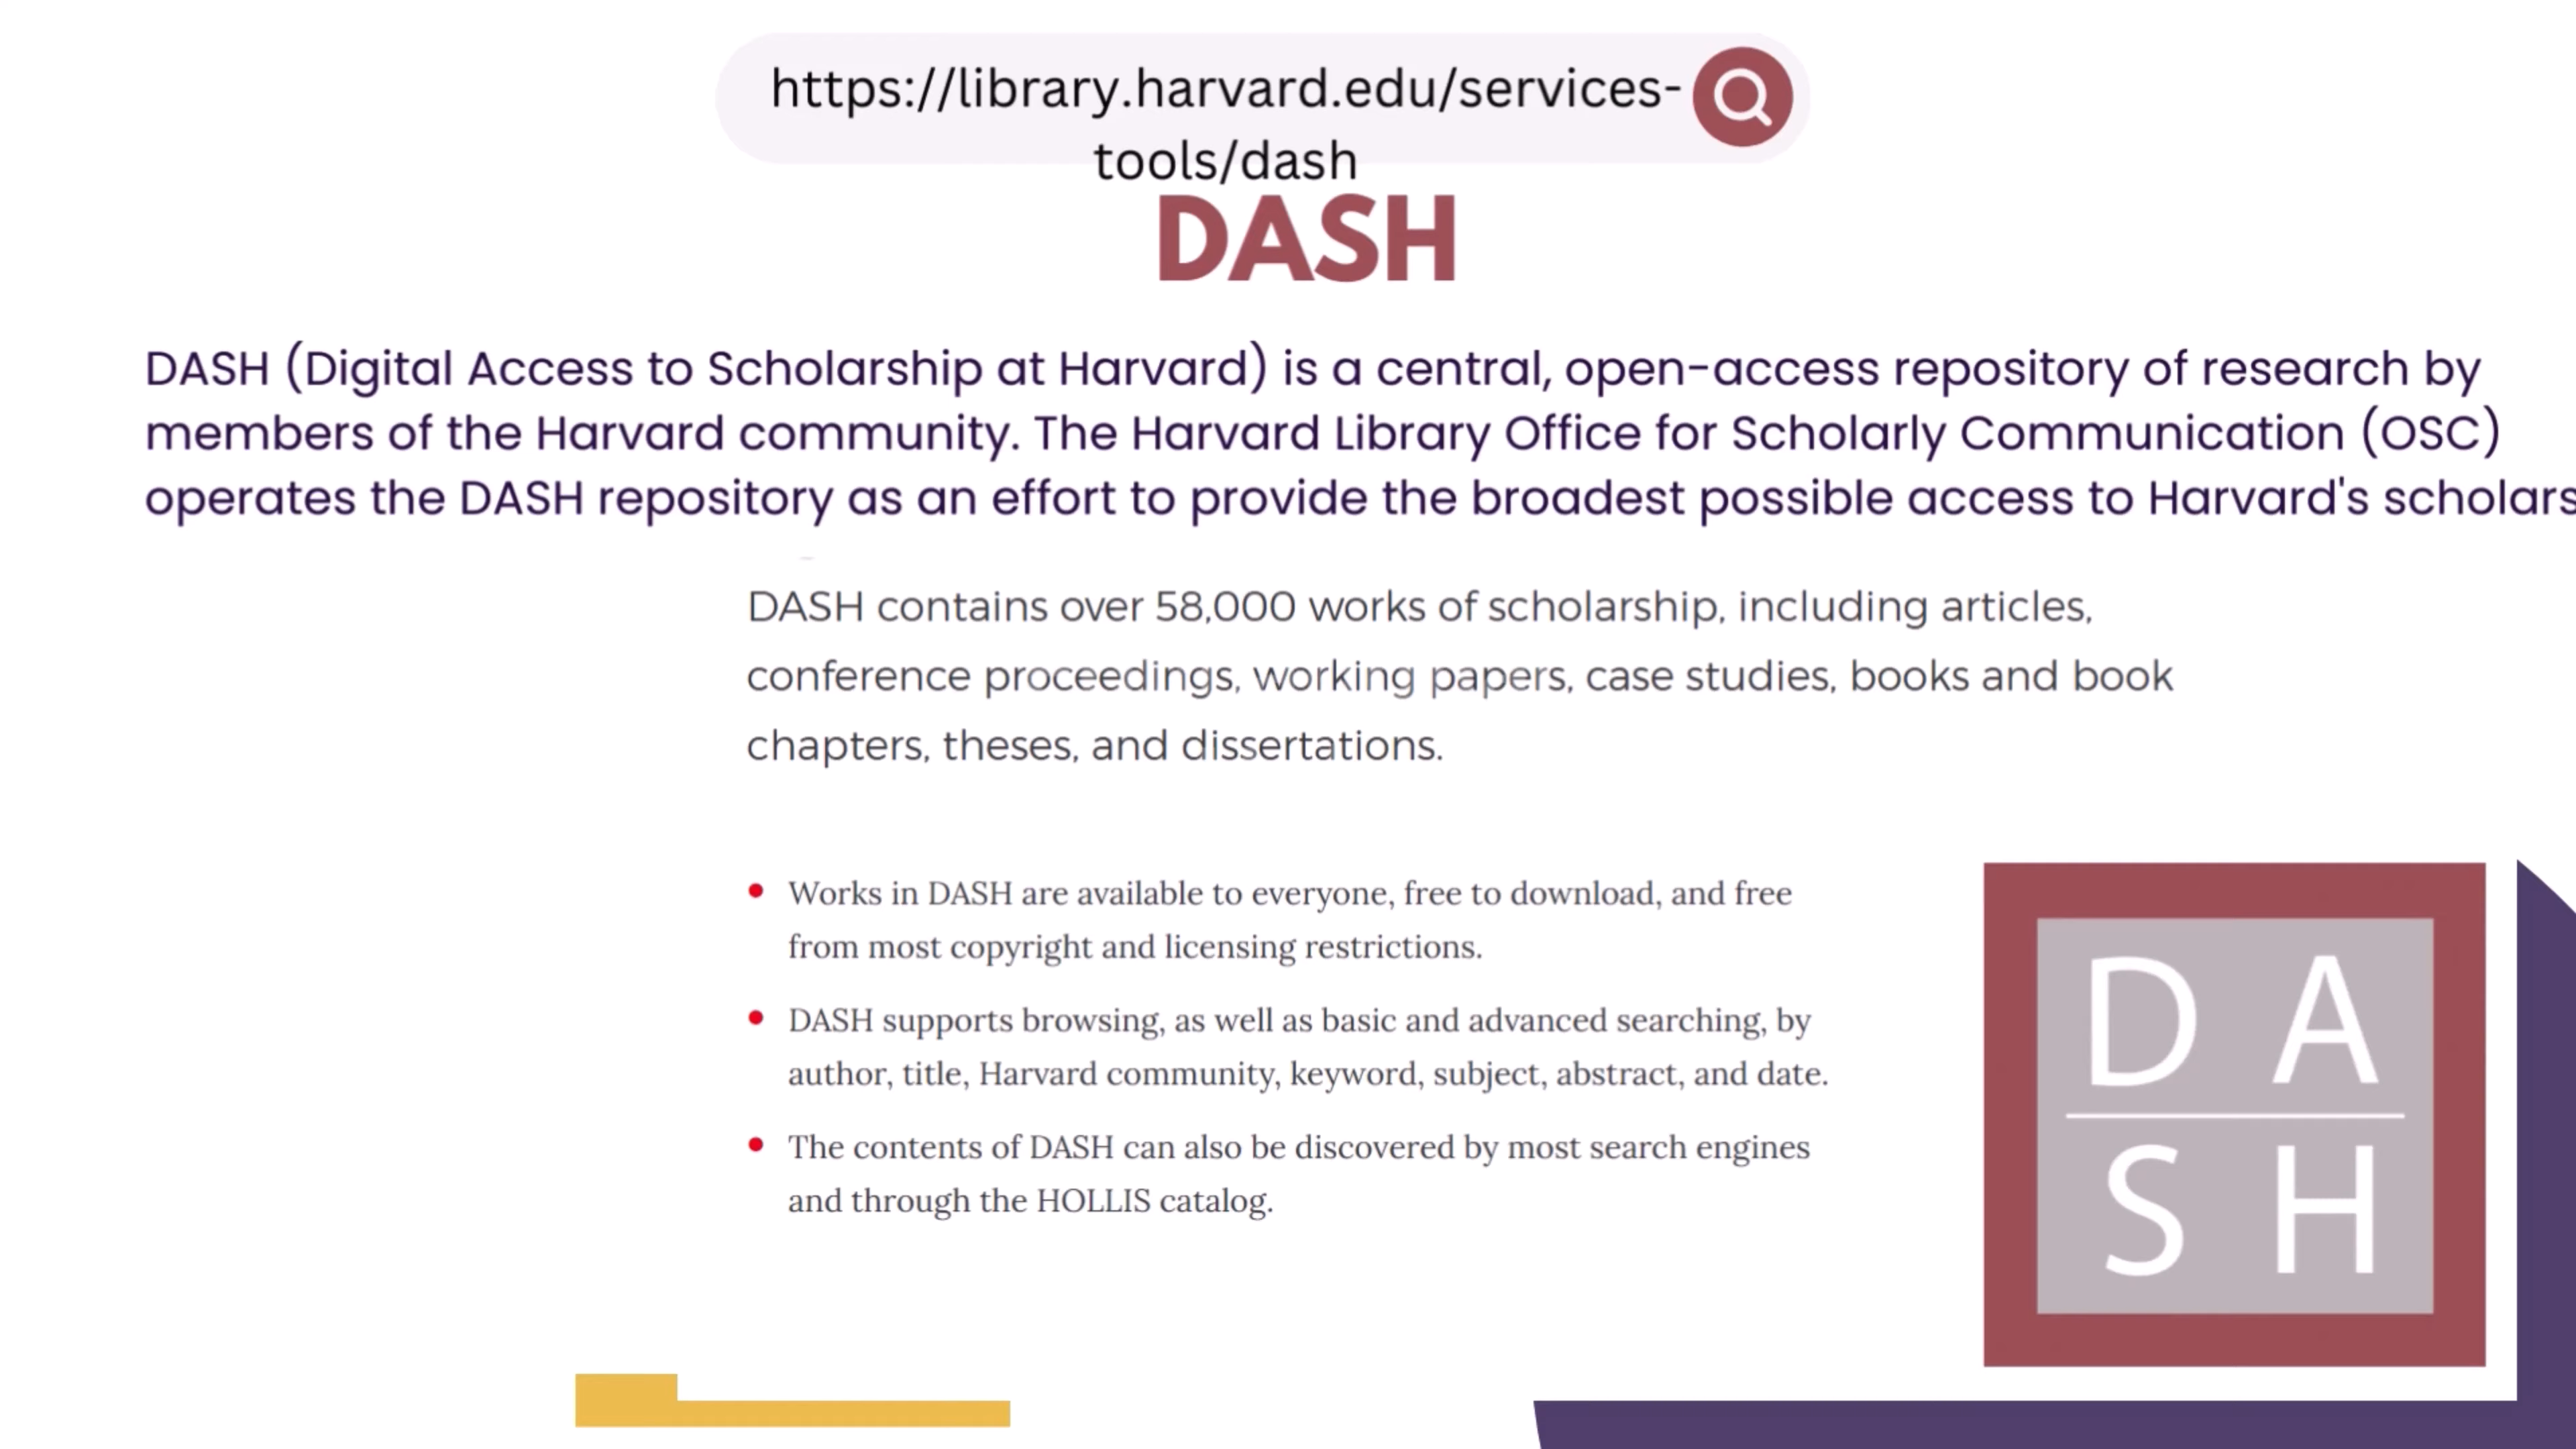 https://library.harvard.edu/services-
tools/dash
DASH
DASH (Digital Access to Scholarship at Harvard) is a central, open-access repository of research by
members of the Harvard community. The Harvard Library Office for Scholarly Communication (OSC)
operates the DASH repository as an effort to provide the broadest possible access to Harvard's scholars
DASH contains over 58,000 works of scholarship, including articles,
conference proceedings, working papers, case studies, books and book
chapters, theses, and dissertations.
• Works in DASH are available to everyone, free to download, and free
from most copyright and licensing restrictions.
• DASH supports browsing, as well as basic and advanced searching, by
author, title, Harvard community, keyword, subject, abstract, and date.
• The contents of DASH can also be discovered by most search engines
and through the HOLLIS catalog.
D A
S H